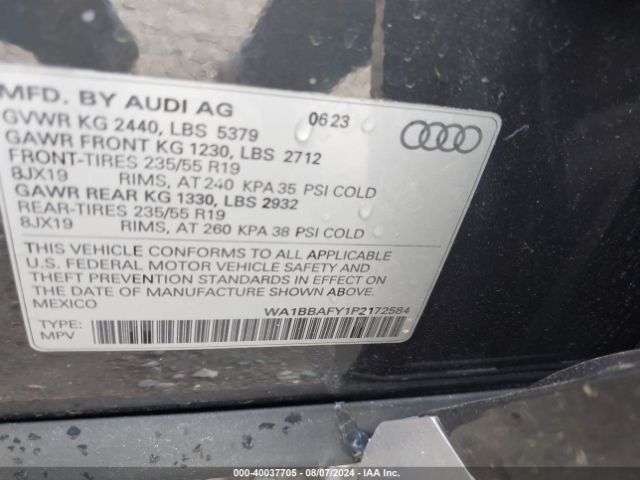 MFD. BY AUDI AG
06 23
GVWR KG 2440, LBS 5379
GAWR FRONT KG 1230, LBS 2712
FRONT-TIRES 235/55 R19
8JX19 RIMS, AT 240 KPA 35 PSI COLD
GAWR REAR KG 1330, LBS 2932
REAR-TIRES 235/55 R19
8JX19 RIMS, AT 260 KPA 38 PSI COLD
THIS VEHICLE CONFORMS TO ALL APPLICABLE
U.S. FEDERAL MOTOR VEHICLE SAFETY AND
THEFT PREVENTION STANDARDS IN EFFECT ON
THE DATE OF MANUFACTURE SHOWN ABOVE.
MEXICO
WA1BBAFY1P2172584
TYPE:
MPV
000-40037705 - 08/07/2024 - IAA Inc.